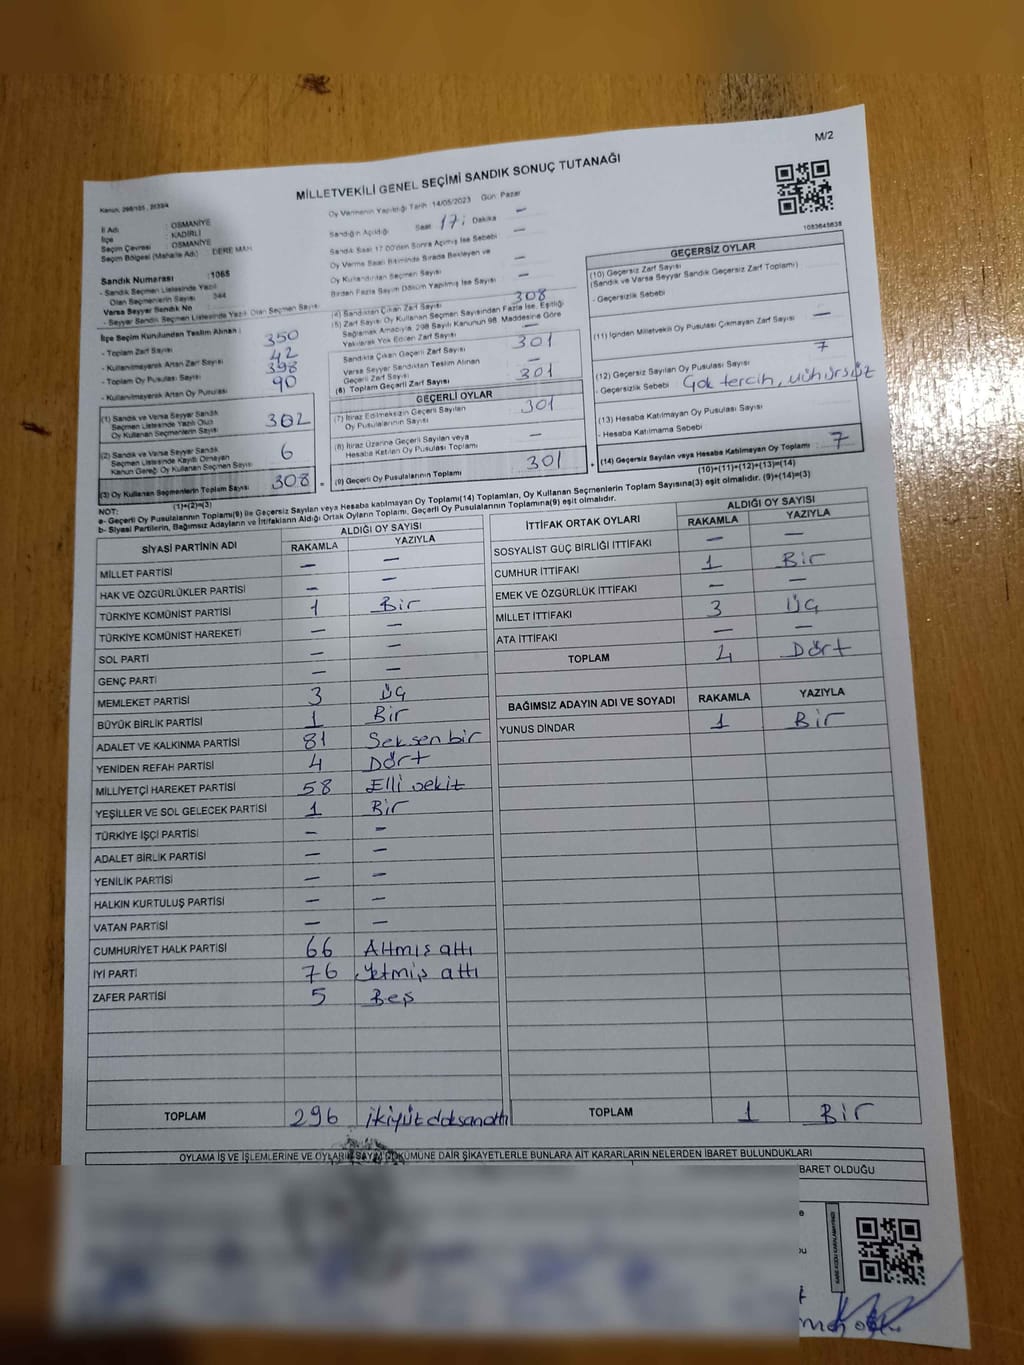 M/2
MİLLETVEKİLİ GENEL SEÇİMİ SANDIK SONUÇ TUTANAĞI
Oy Vermenin Yapıldığı Tarih : 14/05/2023 Gün Pazar
İl Adı : OSMANİYE
İlçe : KADİRLİ
Seçim Çevresi : OSMANİYE
Seçim Bölgesi (Mahalle Adı) : DERE MAH
Sandık Numarası : 1065
- Sandık Seçmen Listesinde Yazılı Olan Seçmenlerin Sayısı : 344
Varsa Seyyar Sandık No
- Seyyar Sandık Seçmen Listesinde Yazılı Olan Seçmen Sayısı
Sandığın Açıldığı Saat 17: Dakika —
Sandık Saat 17.00'den Sonra Açılmış İse Sebebi —
Oy Verme Saati Bitiminde Sırada Bekleyen ve Oy Kullandırılan Seçmen Sayısı —
Birden Fazla Sayım Döküm Yapılmış İse Sayısı —
İlçe Seçim Kurulundan Teslim Alınan :
- Toplam Zarf Sayısı 350
- Kullanılmayarak Artan Zarf Sayısı 42
- Toplam Oy Pusulası Sayısı 398
- Kullanılmayarak Artan Oy Pusulası 90
(1) Sandık ve Varsa Seyyar Sandık Seçmen Listesinde Yazılı Olup Oy Kullanan Seçmenlerin Sayısı 302
(2) Sandık ve Varsa Seyyar Sandık Seçmen Listesinde Kayıtlı Olmayan Kanun Gereği Oy Kullanan Seçmen Sayısı 6
(3) Oy Kullanan Seçmenlerin Toplam Sayısı 308
(1)+(2)=(3)
(4) Sandıktan Çıkan Zarf Sayısı 308
(5) Zarf Sayısı Oy Kullanan Seçmen Sayısından Fazla İse, Eşitliği Sağlamak Amacıyla, 298 Sayılı Kanunun 98. Maddesine Göre Yakılarak Yok Edilen Zarf Sayısı —
Sandıkta Çıkan Geçerli Zarf Sayısı 301
Varsa Seyyar Sandıktan Teslim Alınan Geçerli Zarf Sayısı —
(6) Toplam Geçerli Zarf Sayısı 301
GEÇERLİ OYLAR
(7) İtiraz Edilmeksizin Geçerli Sayılan Oy Pusulalarının Sayısı 301
(8) İtiraz Üzerine Geçerli Sayılan veya Hesaba Katılan Oy Pusulası Toplamı —
(9) Geçerli Oy Pusulalarının Toplamı 301
GEÇERSİZ OYLAR
(10) Geçersiz Zarf Sayısı
(Sandık ve Varsa Seyyar Sandık Geçersiz Zarf Toplamı) —
- Geçersizlik Sebebi :
(11) İçinden Milletvekili Oy Pusulası Çıkmayan Zarf Sayısı —
(12) Geçersiz Sayılan Oy Pusulası Sayısı 7
- Geçersizlik Sebebi Çok tercih, mühürsüz
(13) Hesaba Katılmayan Oy Pusulası Sayısı
- Hesaba Katılmama Sebebi
(14) Geçersiz Sayılan veya Hesaba Katılmayan Oy Toplamı 7
(10)+(11)+(12)+(13)=(14)
NOT:
a- Geçerli Oy Pusulalarının Toplamı(9) ile Geçersiz Sayılan veya Hesaba katılmayan Oy Toplamı(14) Toplamları, Oy Kullanan Seçmenlerin Toplam Sayısına(3) eşit olmalıdır. (9)+(14)=(3)
b- Siyasi Partilerin, Bağımsız Adayların ve İttifakların Aldığı Ortak Oyların Toplamı, Geçerli Oy Pusulalarının Toplamına(9) eşit olmalıdır.
SİYASİ PARTİNİN ADI ALDIĞI OY SAYISI
RAKAMLA YAZIYLA
MİLLET PARTİSİ — —
HAK VE ÖZGÜRLÜKLER PARTİSİ — —
TÜRKİYE KOMÜNİST PARTİSİ 1 Bir
TÜRKİYE KOMÜNİST HAREKETİ — —
SOL PARTİ — —
GENÇ PARTİ — —
MEMLEKET PARTİSİ 3 Üç
BÜYÜK BİRLİK PARTİSİ 1 Bir
ADALET VE KALKINMA PARTİSİ 81 Seksen bir
YENİDEN REFAH PARTİSİ 4 Dört
MİLLİYETÇİ HAREKET PARTİSİ 58 Elli sekiz
YEŞİLLER VE SOL GELECEK PARTİSİ 1 Bir
TÜRKİYE İŞÇİ PARTİSİ — —
ADALET BİRLİK PARTİSİ — —
YENİLİK PARTİSİ — —
HALKIN KURTULUŞ PARTİSİ — —
VATAN PARTİSİ — —
CUMHURİYET HALK PARTİSİ 66 Altmış altı
İYİ PARTİ 76 Yetmiş altı
ZAFER PARTİSİ 5 Beş
TOPLAM 296 ikiyüz doksanaltı
İTTİFAK ORTAK OYLARI ALDIĞI OY SAYISI
RAKAMLA YAZIYLA
SOSYALİST GÜÇ BİRLİĞİ İTTİFAKI — —
CUMHUR İTTİFAKI 1 Bir
EMEK VE ÖZGÜRLÜK İTTİFAKI — —
MİLLET İTTİFAKI 3 Üç
ATA İTTİFAKI — —
TOPLAM 4 Dört
BAĞIMSIZ ADAYIN ADI VE SOYADI RAKAMLA YAZIYLA
YUNUS DİNDAR 1 Bir
TOPLAM 1 Bir
OYLAMA İŞ VE İŞLEMLERİNE VE OYLARIN SAYIM DÖKÜMÜNE DAİR ŞİKAYETLERLE BUNLARA AİT KARARLARIN NELERDEN İBARET BULUNDUKLARI
BARET OLDUĞU